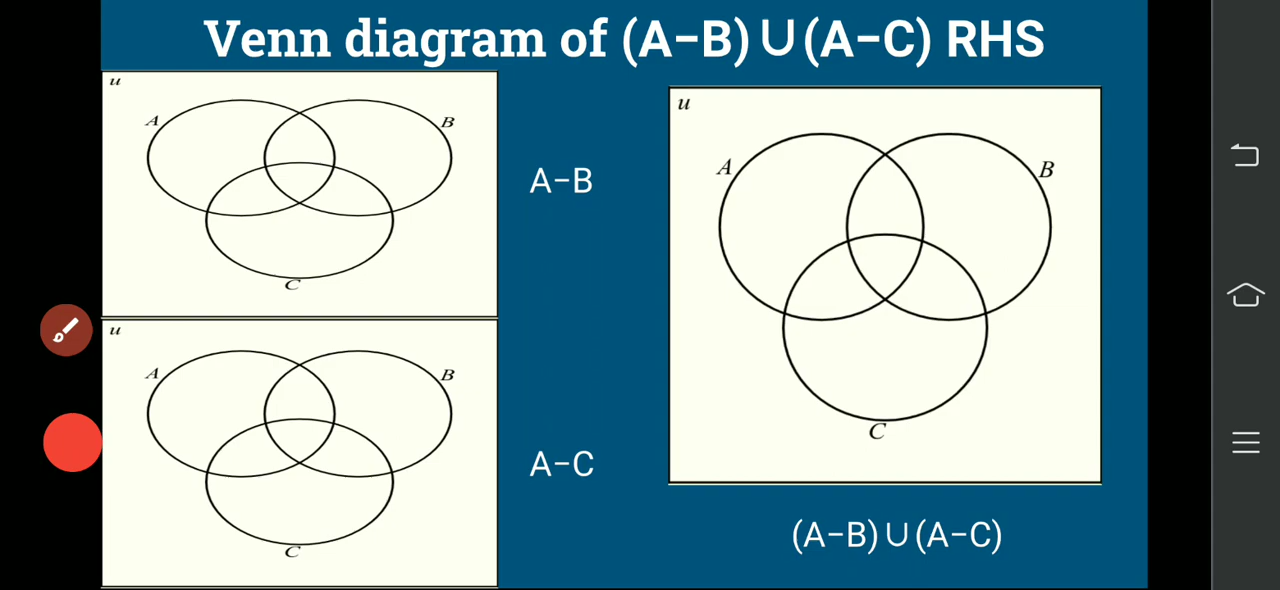 Venn diagram of (A–B)∪(A–C) RHS
u
A
B
C
A–B
u
A
B
C
A–C
u
A
B
C
(A–B)∪(A–C)